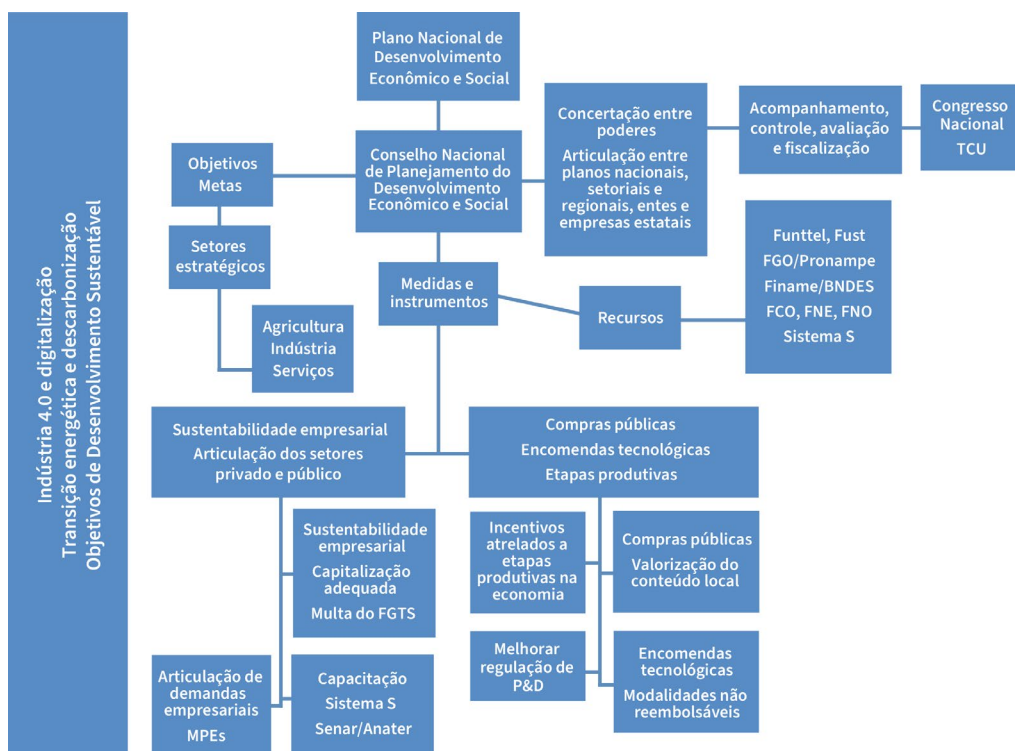 Indústria 4.0 e digitalização
Transição energética e descarbonização
Objetivos de Desenvolvimento Sustentável
Plano Nacional de
Desenvolvimento
Econômico e Social
Conselho Nacional
de Planejamento do
Desenvolvimento
Econômico e Social
Concertação entre
poderes
Articulação entre
planos nacionais,
setoriais e
regionais, entes e
empresas estatais
Acompanhamento,
controle, avaliação
e fiscalização
Congresso
Nacional
TCU
Objetivos
Metas
Setores
estratégicos
Agricultura
Indústria
Serviços
Medidas e
instrumentos
Recursos
Funttel, Fust
FGO/Pronampe
Finame/BNDES
FCO, FNE, FNO
Sistema S
Sustentabilidade empresarial
Articulação dos setores
privado e público
Compras públicas
Encomendas tecnológicas
Etapas produtivas
Sustentabilidade
empresarial
Capitalização
adequada
Multa do FGTS
Articulação de
demandas
empresariais
MPEs
Capacitação
Sistema S
Senar/Anater
Incentivos
atrelados a
etapas
produtivas na
economia
Compras públicas
Valorização do
conteúdo local
Melhorar
regulação de
P&D
Encomendas
tecnológicas
Modalidades não
reembolsáveis